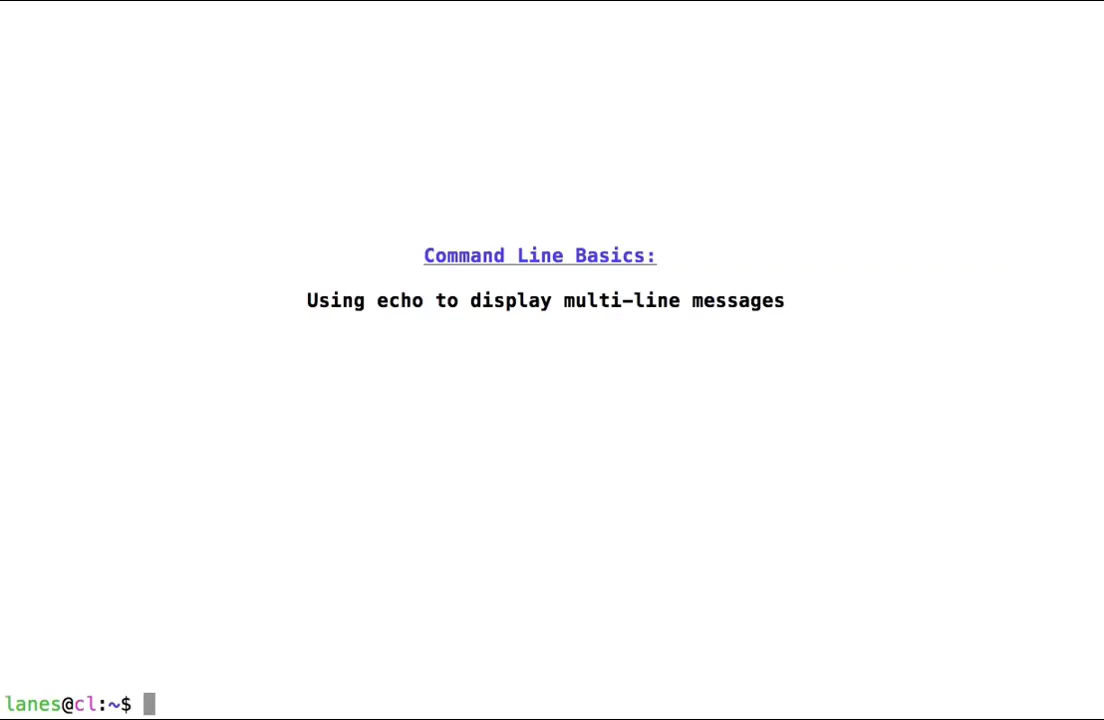 Command Line Basics:
Using echo to display multi-line messages
lanes@cl:~$